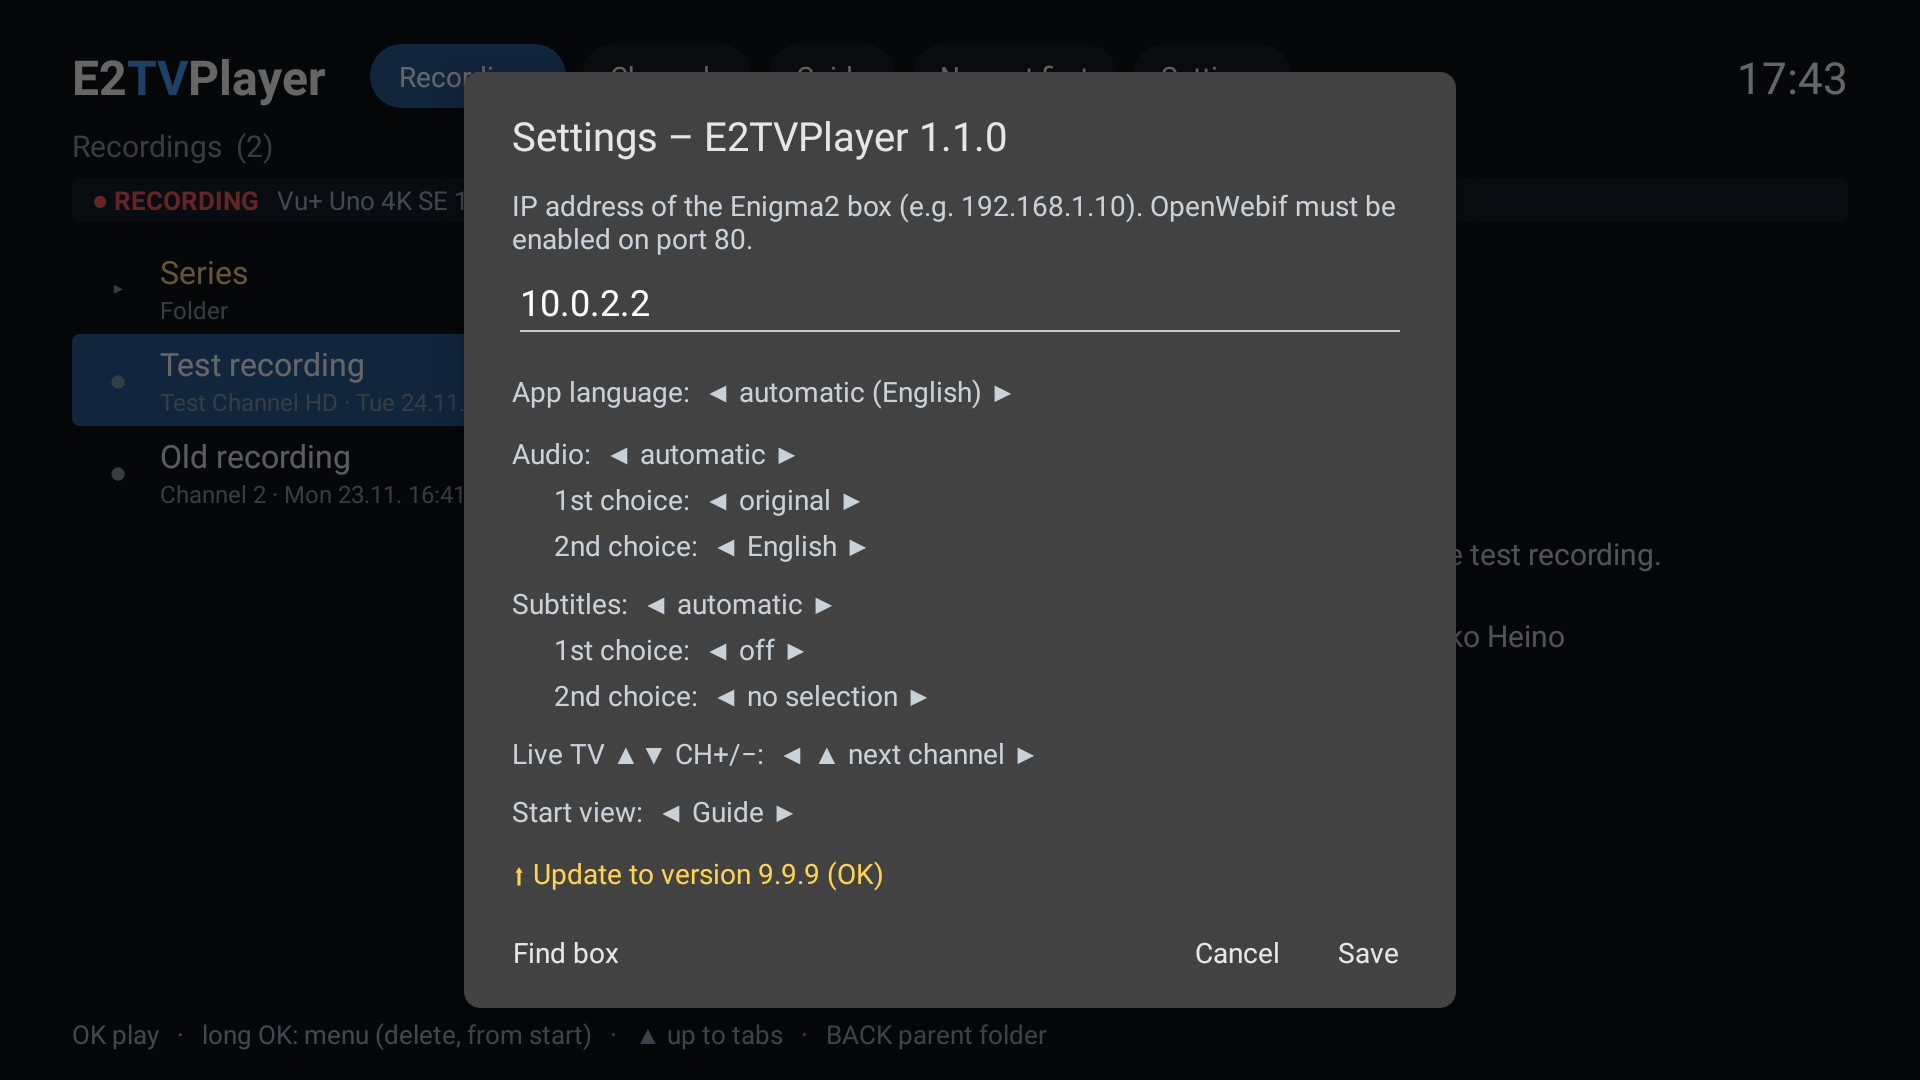 E2TVPlayer
17:43
Recordings (2)
● RECORDING Vu+ Uno 4K SE
Series
Folder
Test recording
Test Channel HD · Tue 24.11.
Old recording
Channel 2 · Mon 23.11. 16:41
Settings – E2TVPlayer 1.1.0
IP address of the Enigma2 box (e.g. 192.168.1.10). OpenWebif must be
enabled on port 80.
10.0.2.2
App language: ◄ automatic (English) ►
Audio: ◄ automatic ►
1st choice: ◄ original ►
2nd choice: ◄ English ►
Subtitles: ◄ automatic ►
1st choice: ◄ off ►
2nd choice: ◄ no selection ►
Live TV ▲▼ CH+/−: ◄ ▲ next channel ►
Start view: ◄ Guide ►
↑ Update to version 9.9.9 (OK)
Find box Cancel Save
test recording.
Heino
OK play · long OK: menu (delete, from start) · ▲ up to tabs · BACK parent folder